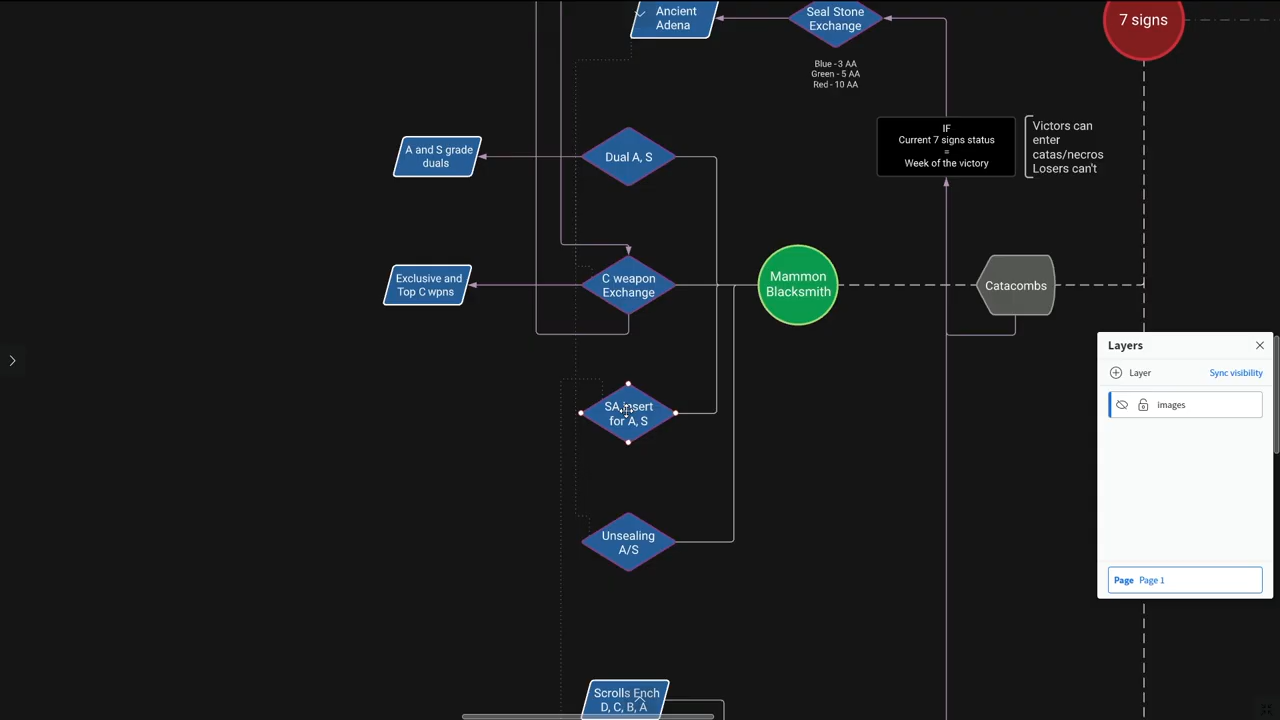 Ancient
Adena
Seal Stone
Exchange
7 signs
Blue - 3 AA
Green - 5 AA
Red - 10 AA
IF
Current 7 signs status
=
Week of the victory
Victors can
enter
catas/necros
Losers can't
A and S grade
duals
Dual A, S
Exclusive and
Top C wpns
C weapon
Exchange
Mammon
Blacksmith
Catacombs
SA insert
for A, S
Unsealing
A/S
Scrolls Ench
D, C, B, A
Layers
Layer
Sync visibility
images
Page Page 1